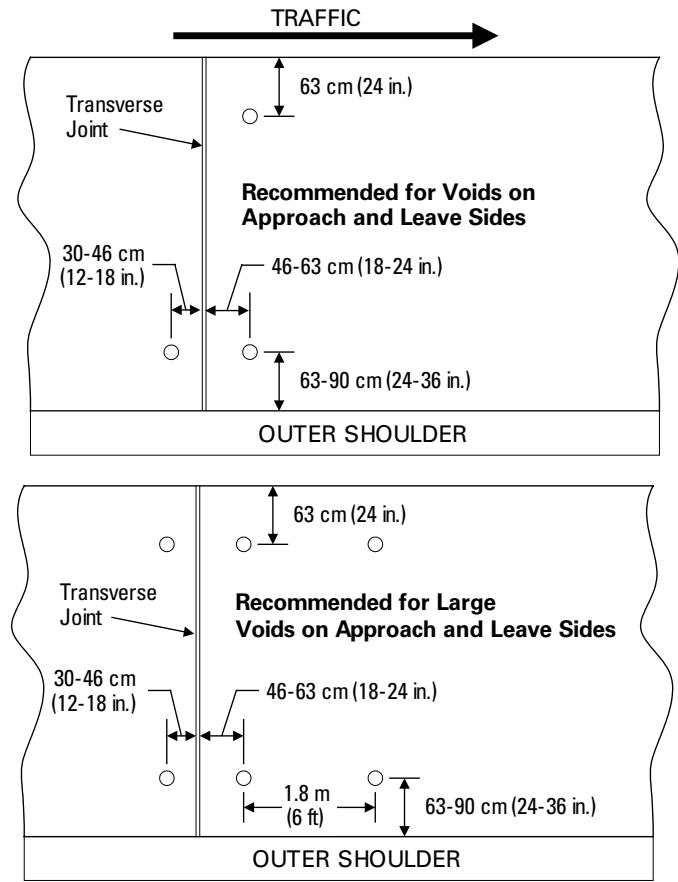 TRAFFIC
63 cm (24 in.)
Transverse
Joint
Recommended for Voids on
Approach and Leave Sides
30-46 cm
(12-18 in.)
46-63 cm (18-24 in.)
63-90 cm (24-36 in.)
OUTER SHOULDER
63 cm (24 in.)
Transverse
Joint
Recommended for Large
Voids on Approach and Leave Sides
30-46 cm
(12-18 in.)
46-63 cm (18-24 in.)
1.8 m
(6 ft)
63-90 cm (24-36 in.)
OUTER SHOULDER